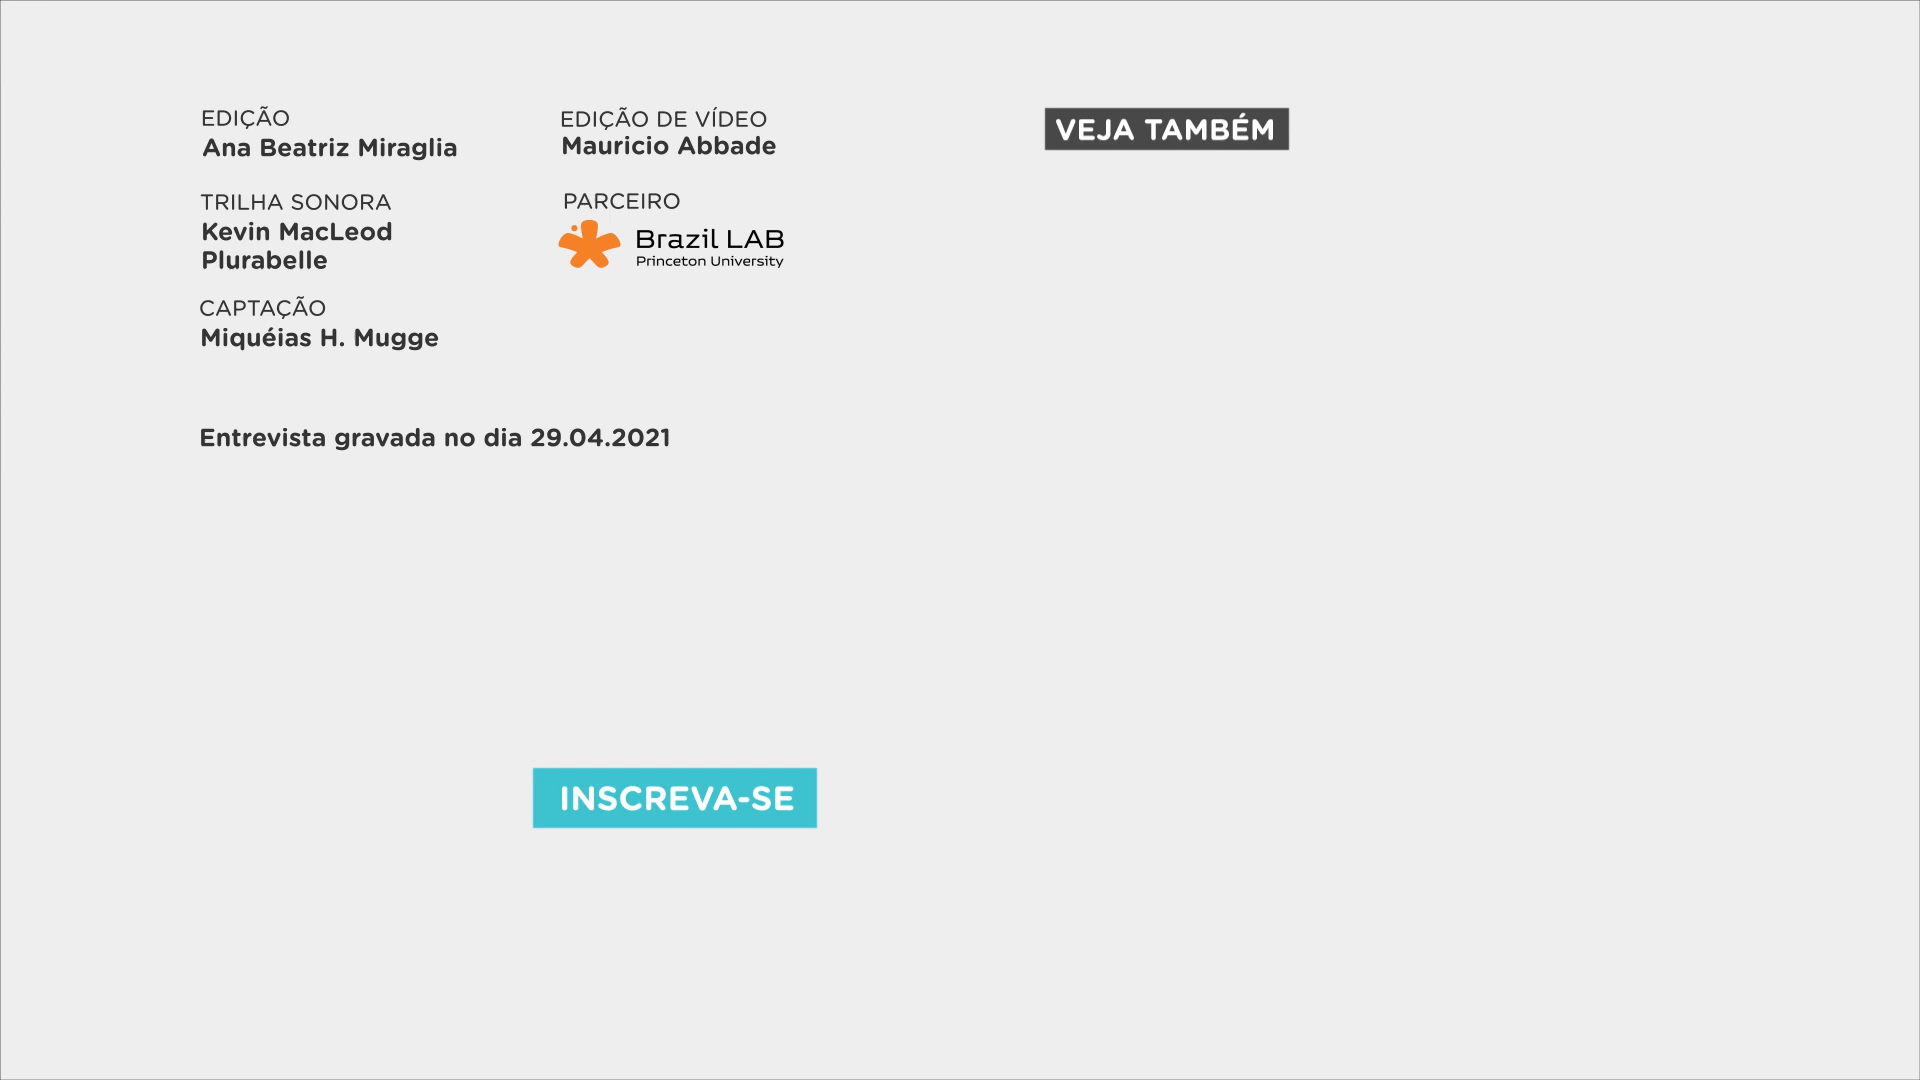 EDIÇÃO
Ana Beatriz Miraglia
TRILHA SONORA
Kevin MacLeod
Plurabelle
CAPTAÇÃO
Miquéias H. Mugge
EDIÇÃO DE VÍDEO
Mauricio Abbade
PARCEIRO
Brazil LAB
Princeton University
Entrevista gravada no dia 29.04.2021
VEJA TAMBÉM
INSCREVA-SE